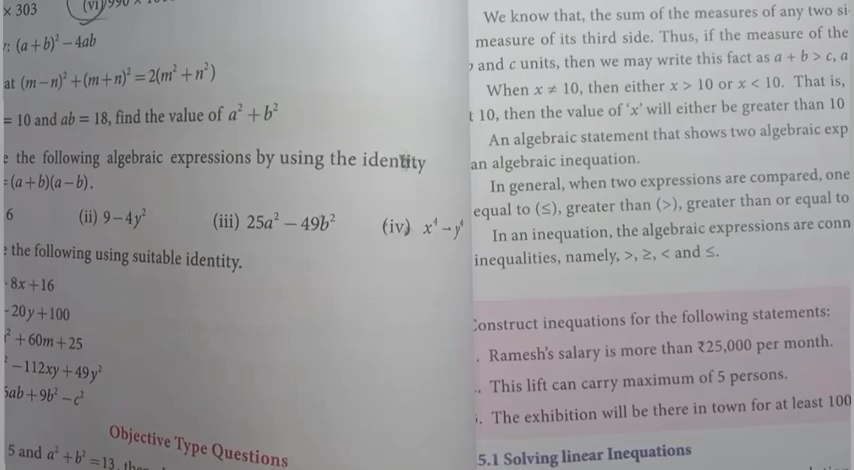 × 303
(vi) 990 ×
: (a+b)² – 4ab
at (m–n)² + (m+n)² = 2(m² + n²)
= 10 and ab = 18, find the value of a² + b²
the following algebraic expressions by using the identity
= (a+b)(a–b).
6 (ii) 9 – 4y² (iii) 25a² – 49b² (iv) x⁴ – y⁴
the following using suitable identity.
- 8x + 16
- 20y + 100
² + 60m + 25
² – 112xy + 49y²
ab + 9b² – c²
Objective Type Questions
5 and a² + b² = 13,
We know that, the sum of the measures of any two si
measure of its third side. Thus, if the measure of the
and c units, then we may write this fact as a + b > c, a
When x ≠ 10, then either x > 10 or x < 10. That is,
t 10, then the value of 'x' will either be greater than 10
An algebraic statement that shows two algebraic exp
an algebraic inequation.
In general, when two expressions are compared, one
equal to (≤), greater than (>), greater than or equal to
In an inequation, the algebraic expressions are conn
inequalities, namely, >, ≥, < and ≤.
Construct inequations for the following statements:
. Ramesh's salary is more than ₹25,000 per month.
. This lift can carry maximum of 5 persons.
. The exhibition will be there in town for at least 100
5.1 Solving linear Inequations